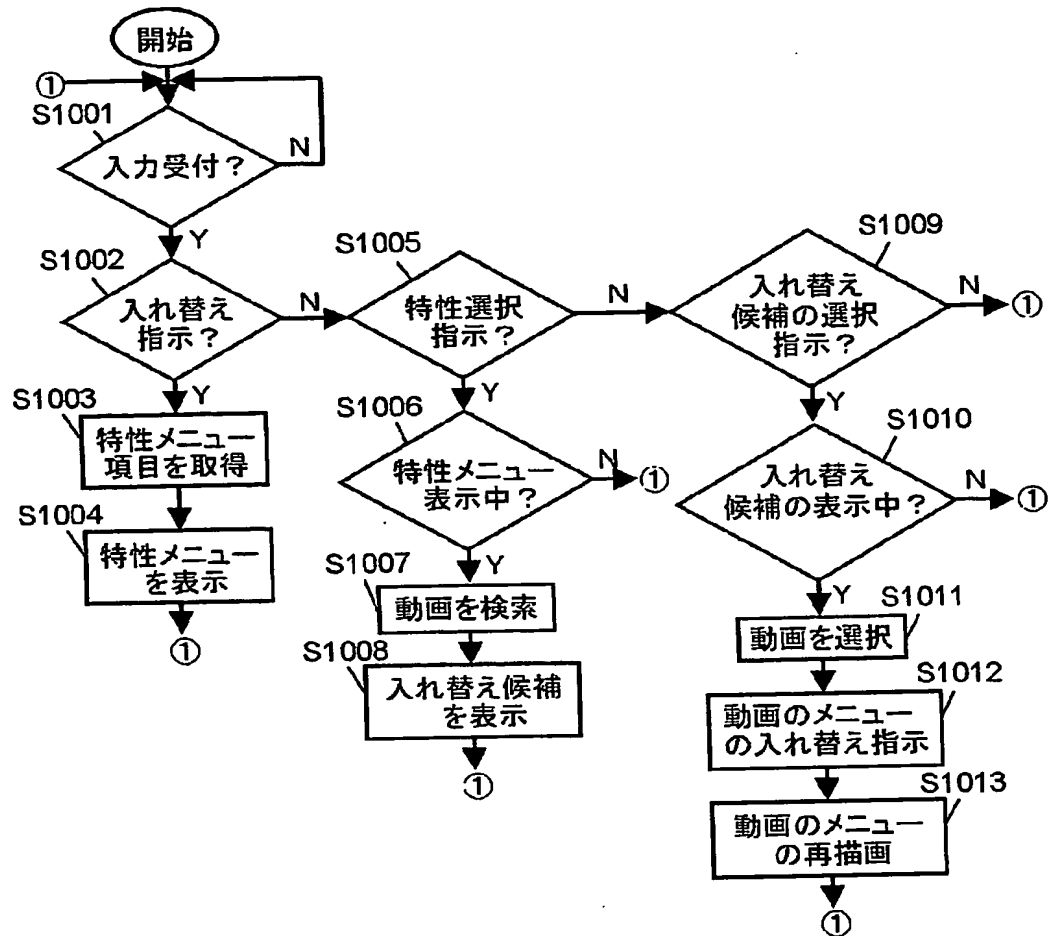 開始
①
S1001
入力受付？
N
Y
S1002
入れ替え
指示？
N
Y
S1003
特性メニュー
項目を取得
S1004
特性メニュー
を表示
①
S1005
特性選択
指示？
N
Y
S1006
特性メニュー
表示中？
N
①
Y
S1007
動画を検索
S1008
入れ替え候補
を表示
①
S1009
入れ替え
候補の選択
指示？
N
①
Y
S1010
入れ替え
候補の表示中？
N
①
Y
S1011
動画を選択
S1012
動画のメニュー
の入れ替え指示
S1013
動画のメニュー
の再描画
①